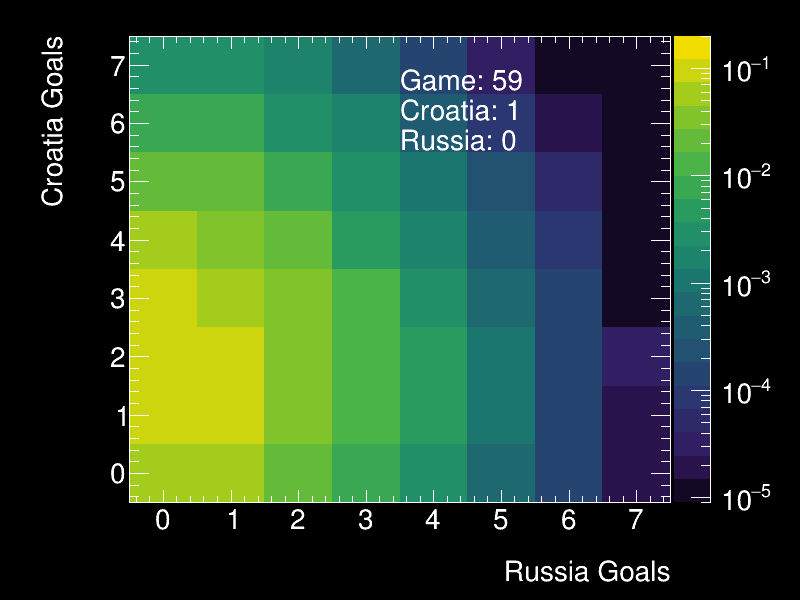 Croatia Goals
7
6
5
4
3
2
1
0
Game: 59
Croatia: 1
Russia: 0
10⁻¹
10⁻²
10⁻³
10⁻⁴
10⁻⁵
0 1 2 3 4 5 6 7
Russia Goals